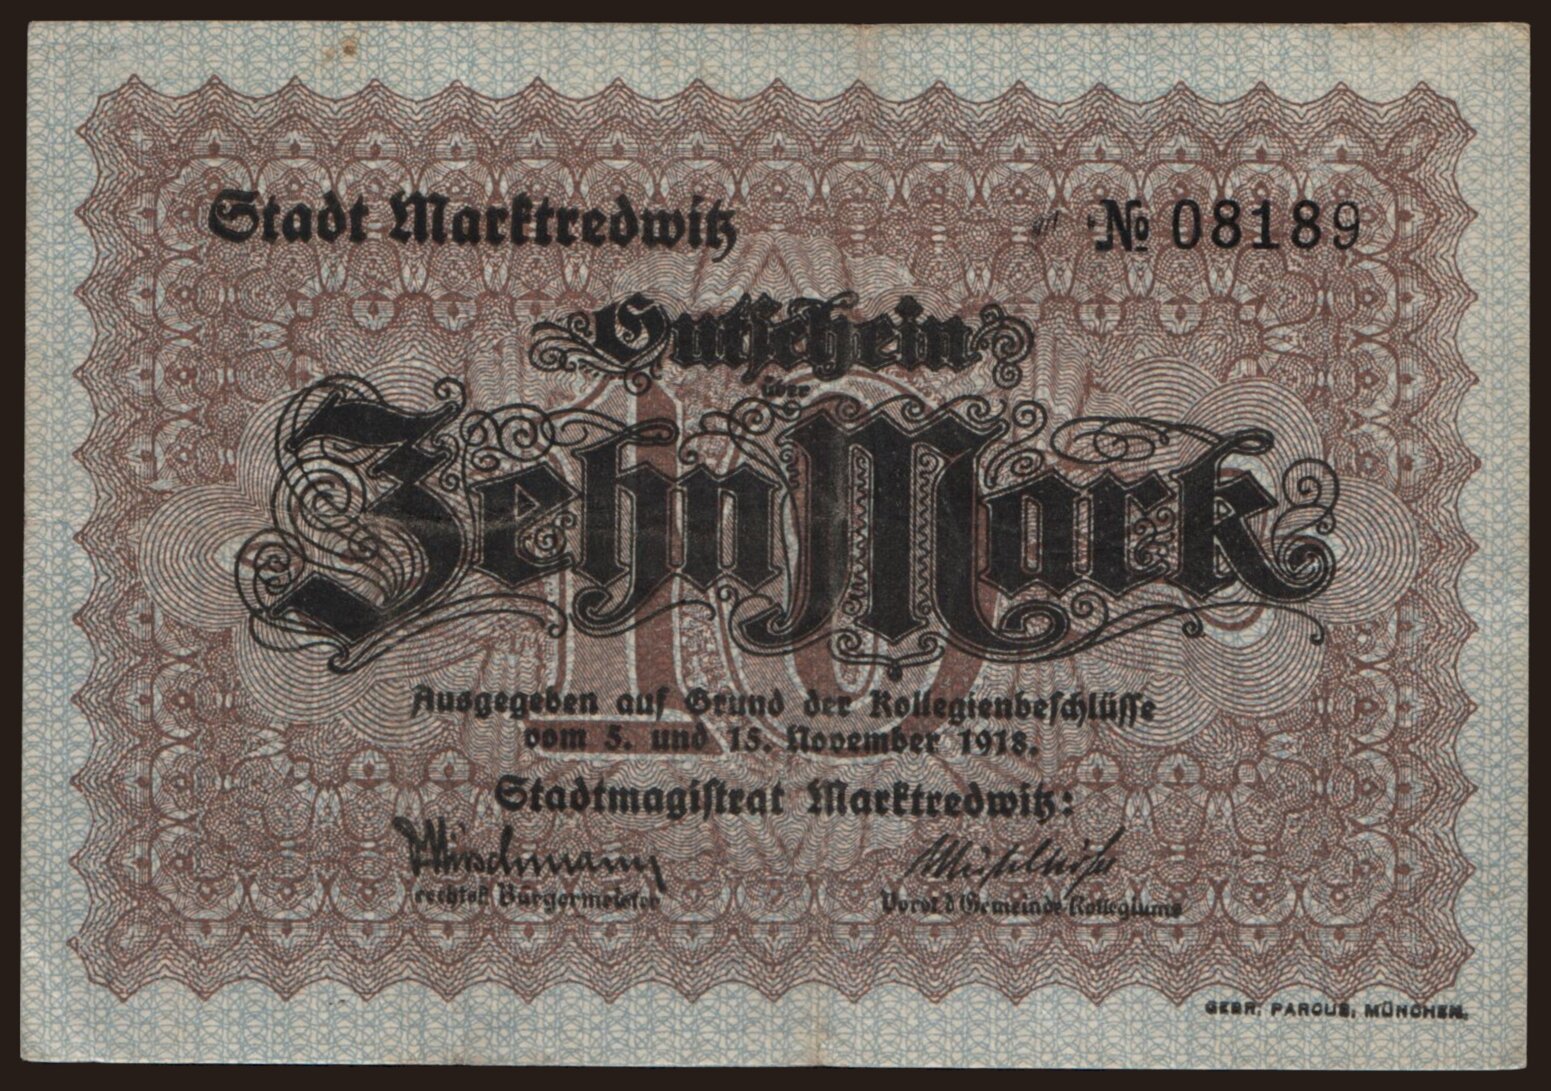 Stadt Marktredwitz
№ 08189
Gutschein
über
Zehn Mark
Ausgegeben auf Grund der Kollegienbeschlüsse
vom 5. und 15. November 1918.
Stadtmagistrat Marktredwitz:
rechtsk Bürgermeister
Vorst. d Gemeinde Kollegiums
10
GEBR. PARCUS, MÜNCHEN.